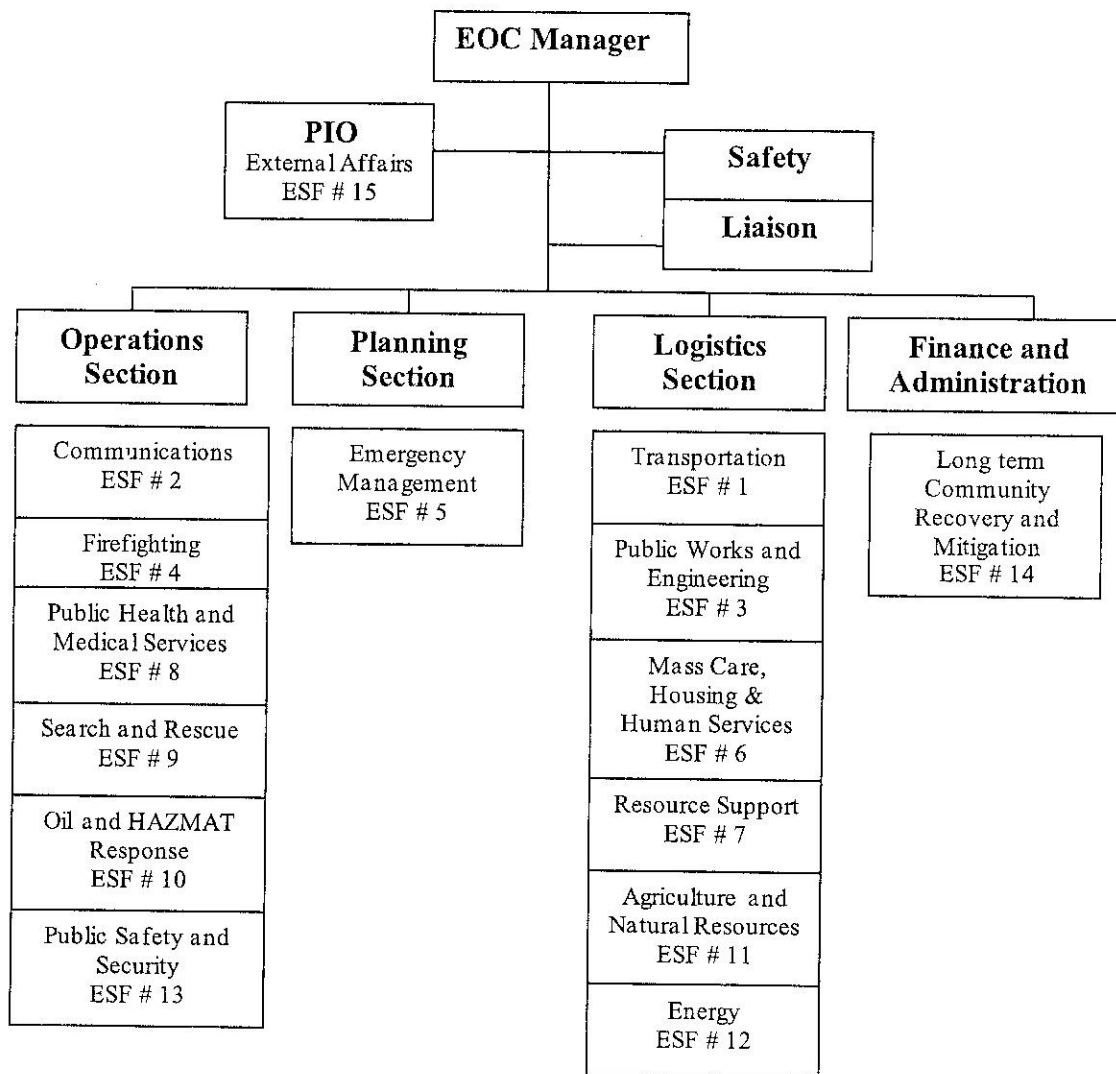 EOC Manager
PIO
External Affairs
ESF # 15
Safety
Liaison
Operations
Section
Planning
Section
Logistics
Section
Finance and
Administration
Communications
ESF # 2
Firefighting
ESF # 4
Public Health and
Medical Services
ESF # 8
Search and Rescue
ESF # 9
Oil and HAZMAT
Response
ESF # 10
Public Safety and
Security
ESF # 13
Emergency
Management
ESF # 5
Transportation
ESF # 1
Public Works and
Engineering
ESF # 3
Mass Care,
Housing &
Human Services
ESF # 6
Resource Support
ESF # 7
Agriculture and
Natural Resources
ESF # 11
Energy
ESF # 12
Long term
Community
Recovery and
Mitigation
ESF # 14